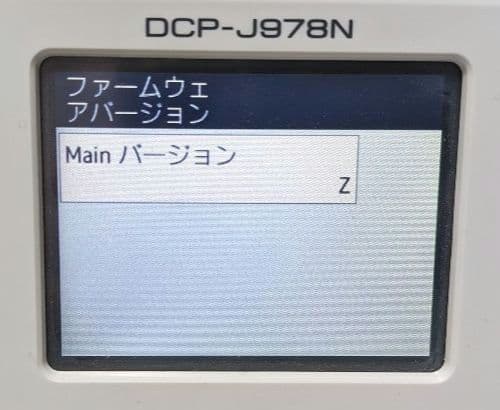 DCP-J978N
ファームウェ
アバージョン
Main バージョン
Z